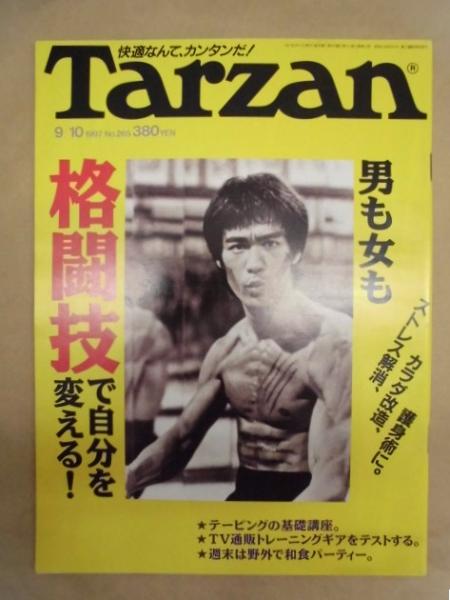 快適なんて、カンタンだ!
Tarzan®
9/10 1997 No.265 380YEN
男も女も
格闘技
で自分を
変える!
カラダ改造、護身術に。
ストレス解消、
★テーピングの基礎講座。
★TV通販トレーニングギアをテストする。
★週末は野外で和食パーティー。